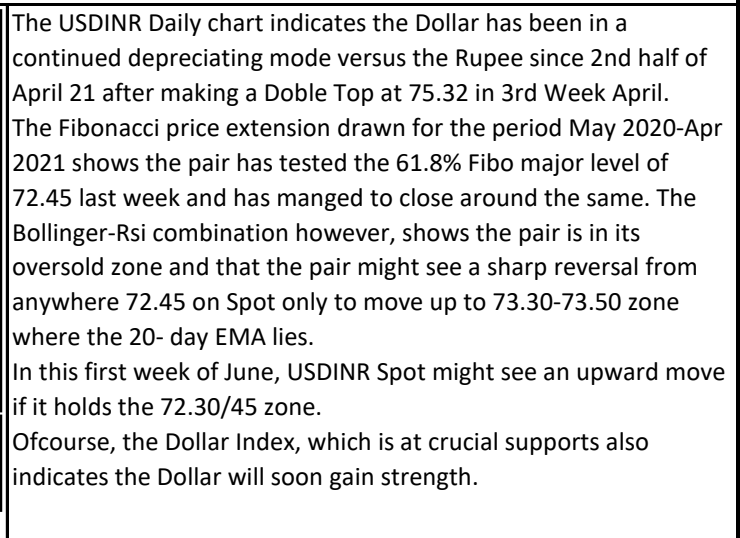 The USDINR Daily chart indicates the Dollar has been in a
continued depreciating mode versus the Rupee since 2nd half of
April 21 after making a Doble Top at 75.32 in 3rd Week April.
The Fibonacci price extension drawn for the period May 2020-Apr
2021 shows the pair has tested the 61.8% Fibo major level of
72.45 last week and has manged to close around the same. The
Bollinger-Rsi combination however, shows the pair is in its
oversold zone and that the pair might see a sharp reversal from
anywhere 72.45 on Spot only to move up to 73.30-73.50 zone
where the 20- day EMA lies.
In this first week of June, USDINR Spot might see an upward move
if it holds the 72.30/45 zone.
Ofcourse, the Dollar Index, which is at crucial supports also
indicates the Dollar will soon gain strength.